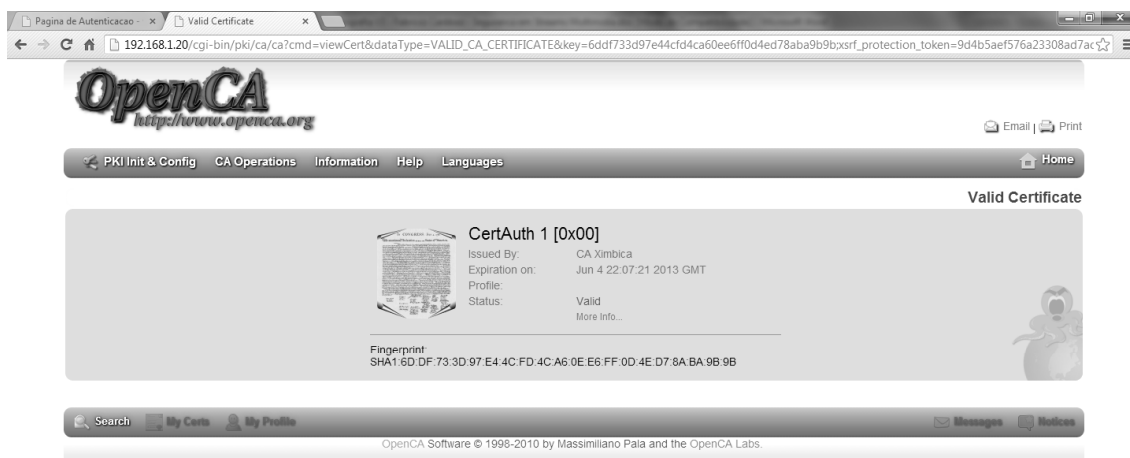 Pagina de Autenticacao - × Valid Certificate ×
192.168.1.20/cgi-bin/pki/ca/ca?cmd=viewCert&dataType=VALID_CA_CERTIFICATE&key=6ddf733d97e44cfd4ca60ee6ff0d4ed78aba9b9b;xsrf_protection_token=9d4b5aef576a23308ad7ac
OpenCA
http://www.openca.org
Email | Print
PKI Init & Config CA Operations Information Help Languages Home
Valid Certificate
CertAuth 1 [0x00]
Issued By: CA Ximbica
Expiration on: Jun 4 22:07:21 2013 GMT
Profile:
Status: Valid
More Info...
Fingerprint:
SHA1:6D:DF:73:3D:97:E4:4C:FD:4C:A6:0E:E6:FF:0D:4E:D7:8A:BA:9B:9B
Search My Certs My Profile Messages Notices
OpenCA Software © 1998-2010 by Massimiliano Pala and the OpenCA Labs.